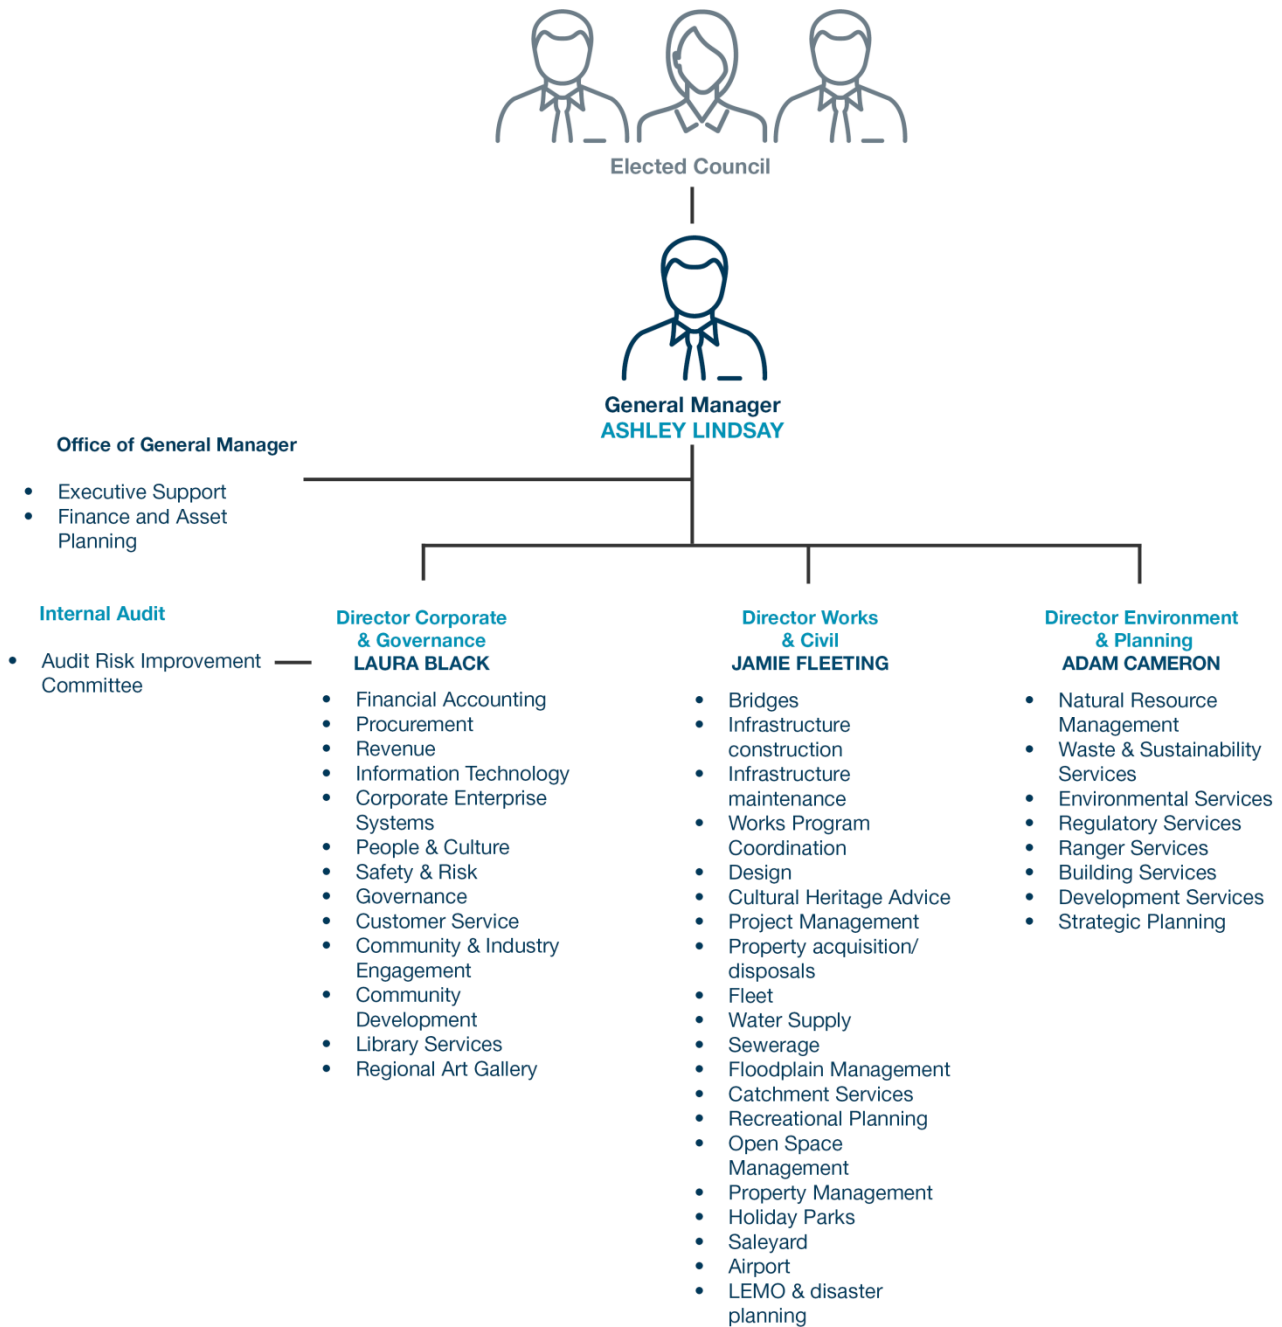 Elected Council
General Manager
ASHLEY LINDSAY
Office of General Manager
• Executive Support
• Finance and Asset
Planning
Internal Audit
• Audit Risk Improvement
Committee
Director Corporate
& Governance
LAURA BLACK
• Financial Accounting
• Procurement
• Revenue
• Information Technology
• Corporate Enterprise
Systems
• People & Culture
• Safety & Risk
• Governance
• Customer Service
• Community & Industry
Engagement
• Community
Development
• Library Services
• Regional Art Gallery
Director Works
& Civil
JAMIE FLEETING
• Bridges
• Infrastructure
construction
• Infrastructure
maintenance
• Works Program
Coordination
• Design
• Cultural Heritage Advice
• Project Management
• Property acquisition/
disposals
• Fleet
• Water Supply
• Sewerage
• Floodplain Management
• Catchment Services
• Recreational Planning
• Open Space
Management
• Property Management
• Holiday Parks
• Saleyard
• Airport
• LEMO & disaster
planning
Director Environment
& Planning
ADAM CAMERON
• Natural Resource
Management
• Waste & Sustainability
Services
• Environmental Services
• Regulatory Services
• Ranger Services
• Building Services
• Development Services
• Strategic Planning